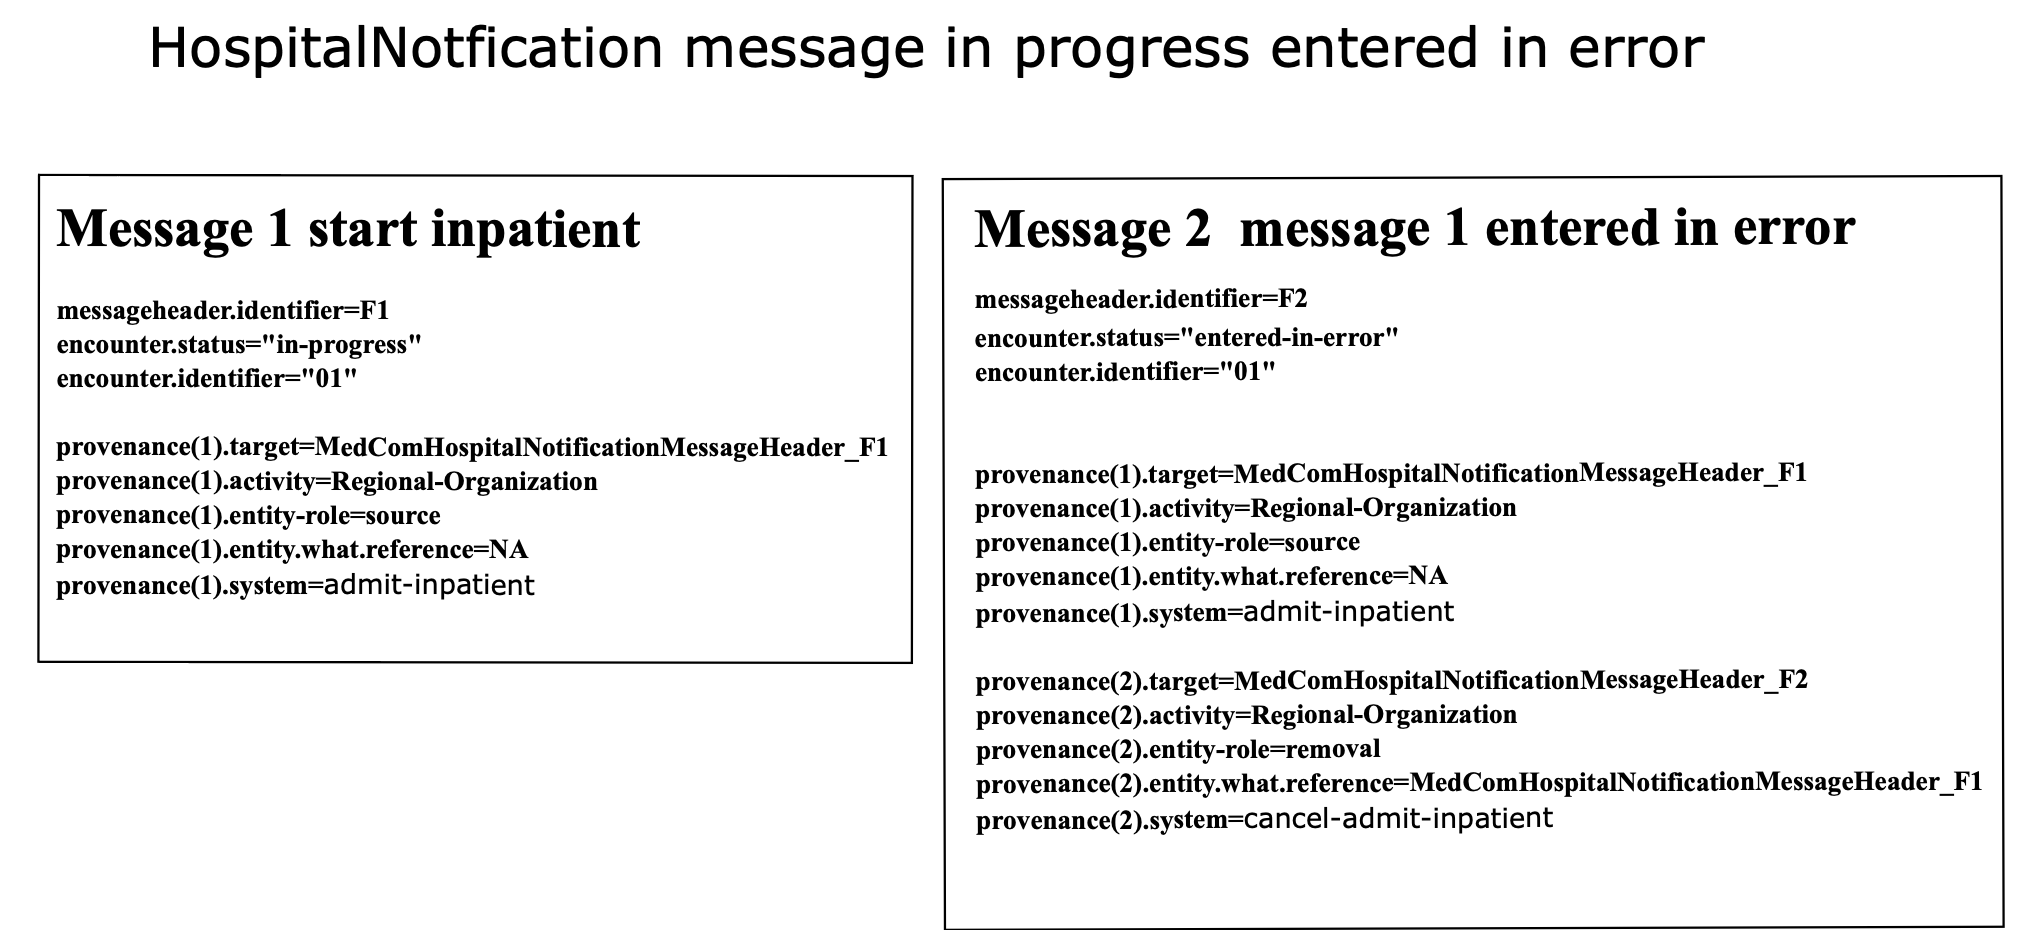 HospitalNotfication message in progress entered in error
Message 1 start inpatient
messageheader.identifier=F1
encounter.status="in-progress"
encounter.identifier="01"
provenance(1).target=MedComHospitalNotificationMessageHeader_F1
provenance(1).activity=Regional-Organization
provenance(1).entity-role=source
provenance(1).entity.what.reference=NA
provenance(1).system=admit-inpatient
Message 2  message 1 entered in error
messageheader.identifier=F2
encounter.status="entered-in-error"
encounter.identifier="01"
provenance(1).target=MedComHospitalNotificationMessageHeader_F1
provenance(1).activity=Regional-Organization
provenance(1).entity-role=source
provenance(1).entity.what.reference=NA
provenance(1).system=admit-inpatient
provenance(2).target=MedComHospitalNotificationMessageHeader_F2
provenance(2).activity=Regional-Organization
provenance(2).entity-role=removal
provenance(2).entity.what.reference=MedComHospitalNotificationMessageHeader_F1
provenance(2).system=cancel-admit-inpatient